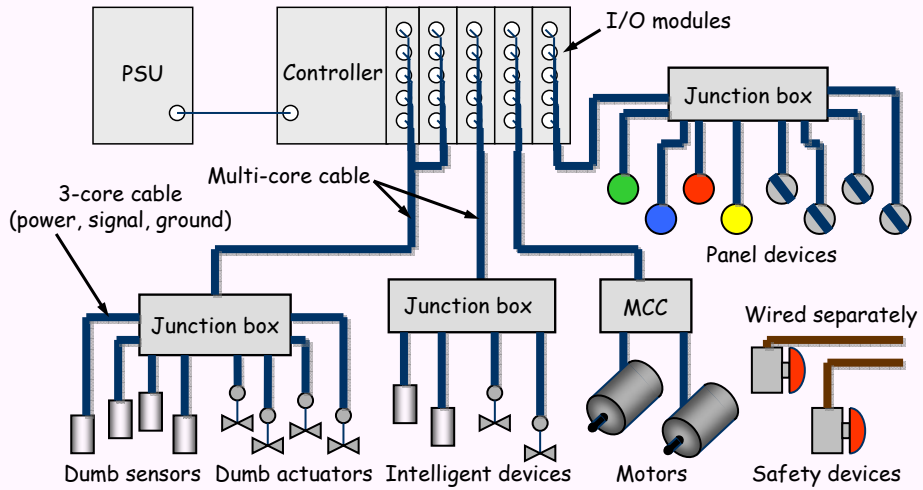 I/O modules
PSU
Controller
Junction box
Multi-core cable
3-core cable
(power, signal, ground)
Panel devices
Junction box
Junction box
MCC
Wired separately
Dumb sensors
Dumb actuators
Intelligent devices
Motors
Safety devices